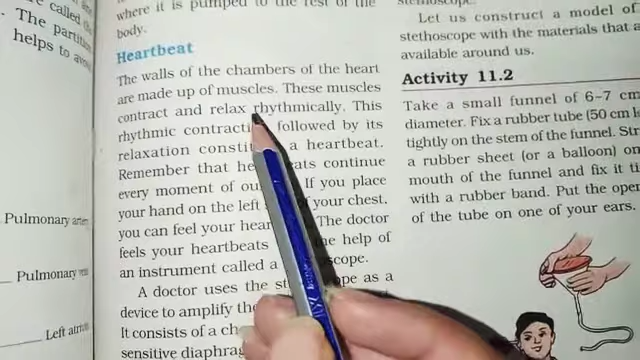 are called
. The partition
helps to avoid
Pulmonary artery
Pulmonary vein
Left atrium
where it is pumped to the rest of the
body.
Heartbeat
The walls of the chambers of the heart
are made up of muscles. These muscles
contract and relax rhythmically. This
rhythmic followed by its
relaxation a heartbeat.
Remember that continue
every moment of If you place
your hand on the left your chest,
you can feel your The doctor
feels your heartbeats the help of
an instrument called a
A doctor uses the as a
device to amplify the
It consists of a
sensitive
stethoscope.
Let us construct a model of
stethoscope with the materials that
available around us.
Activity 11.2
Take a small funnel of 6–7 cm
diameter. Fix a rubber tube (50 cm
tightly on the stem of the funnel.
a rubber sheet (or a balloon) on
mouth of the funnel and fix it
with a rubber band. Put the
of the tube on one of your ears.